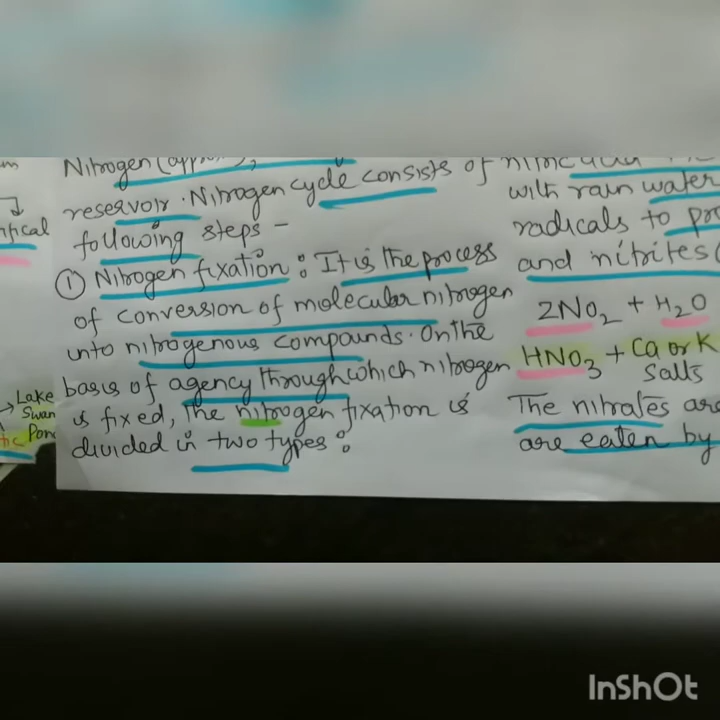 Nitrogen
reservoir. Nitrogen cycle consists of
following steps -
① Nitrogen fixation : It is the process
of conversion of molecular nitrogen
into nitrogenous compounds. On the
basis of agency through which nitrogen
is fixed, the nitrogen fixation is
divided in two types :
with rain water
radicals to
and nitrites
2NO2 + H2O
HNO3 + Ca or K
salts
The nitrates are
are eaten by
Lake
InShOt